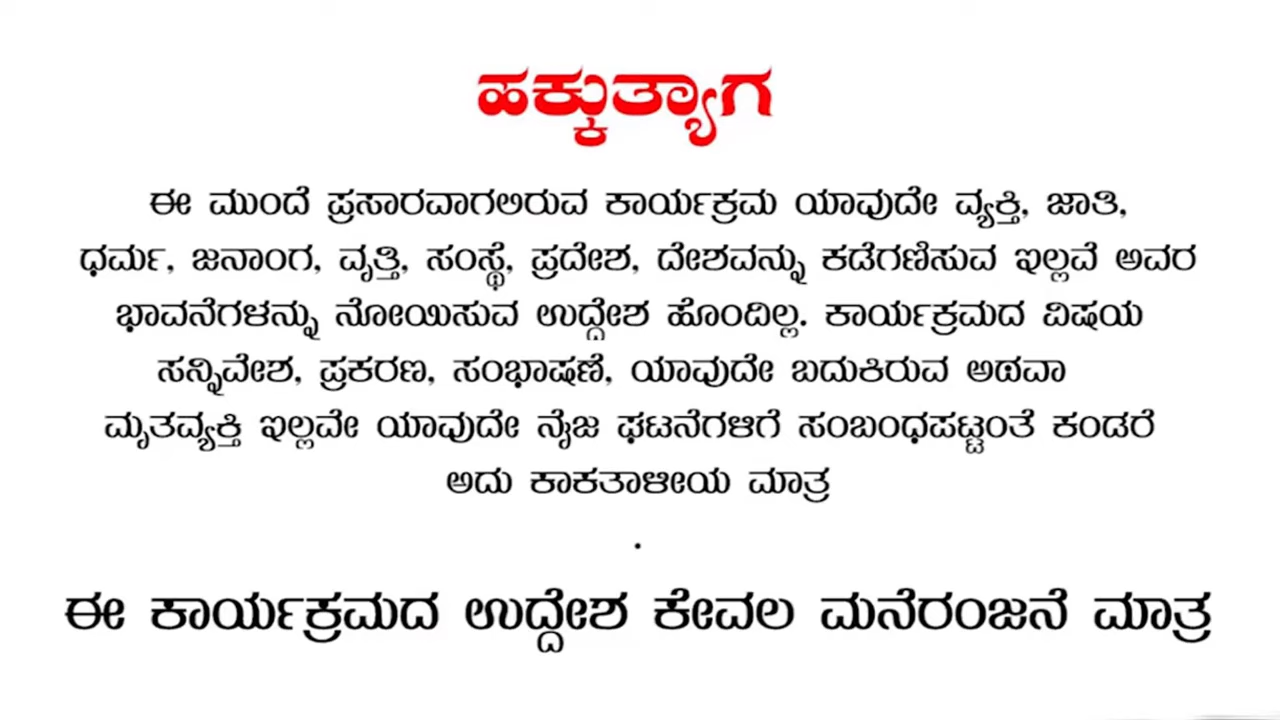 ಹಕ್ಕುತ್ಯಾಗ
ಈ ಮುಂದೆ ಪ್ರಸಾರವಾಗಲಿರುವ ಕಾರ್ಯಕ್ರಮ ಯಾವುದೇ ವ್ಯಕ್ತಿ, ಜಾತಿ,
ಧರ್ಮ, ಜನಾಂಗ, ವೃತ್ತಿ, ಸಂಸ್ಥೆ, ಪ್ರದೇಶ, ದೇಶವನ್ನು ಕಡೆಗಣಿಸುವ ಇಲ್ಲವೆ ಅವರ
ಭಾವನೆಗಳನ್ನು ನೋಯಿಸುವ ಉದ್ದೇಶ ಹೊಂದಿಲ್ಲ. ಕಾರ್ಯಕ್ರಮದ ವಿಷಯ
ಸನ್ನಿವೇಶ, ಪ್ರಕರಣ, ಸಂಭಾಷಣೆ, ಯಾವುದೇ ಬದುಕಿರುವ ಅಥವಾ
ಮೃತವ್ಯಕ್ತಿ ಇಲ್ಲವೇ ಯಾವುದೇ ನೈಜ ಘಟನೆಗಳಿಗೆ ಸಂಬಂಧಪಟ್ಟಂತೆ ಕಂಡರೆ
ಅದು ಕಾಕತಾಳೀಯ ಮಾತ್ರ
.
ಈ ಕಾರ್ಯಕ್ರಮದ ಉದ್ದೇಶ ಕೇವಲ ಮನೆರಂಜನೆ ಮಾತ್ರ